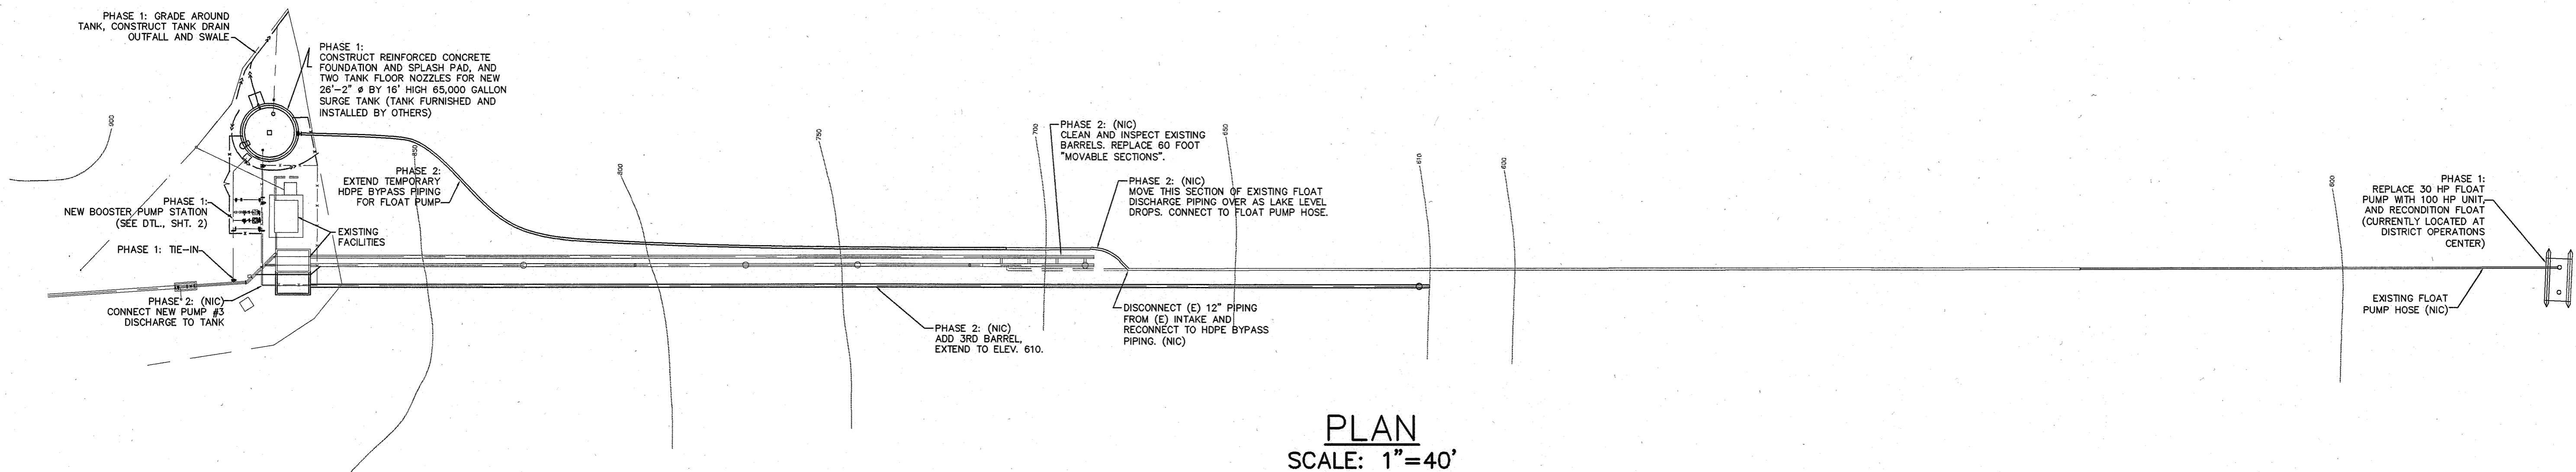 PHASE 1: GRADE AROUND
TANK, CONSTRUCT TANK DRAIN
OUTFALL AND SWALE
PHASE 1:
CONSTRUCT REINFORCED CONCRETE
FOUNDATION AND SPLASH PAD, AND
TWO TANK FLOOR NOZZLES FOR NEW
26'-2" Ø BY 16' HIGH 65,000 GALLON
SURGE TANK (TANK FURNISHED AND
INSTALLED BY OTHERS)
900
850
800
750
700
650
610
600
600
PHASE 2:
EXTEND TEMPORARY
HDPE BYPASS PIPING
FOR FLOAT PUMP
PHASE 1:
NEW BOOSTER PUMP STATION
(SEE DTL., SHT. 2)
EXISTING
FACILITIES
PHASE 1: TIE-IN
PHASE 2: (NIC)
CONNECT NEW PUMP #3
DISCHARGE TO TANK
PHASE 2: (NIC)
CLEAN AND INSPECT EXISTING
BARRELS. REPLACE 60 FOOT
"MOVABLE SECTIONS".
PHASE 2: (NIC)
MOVE THIS SECTION OF EXISTING FLOAT
DISCHARGE PIPING OVER AS LAKE LEVEL
DROPS. CONNECT TO FLOAT PUMP HOSE.
DISCONNECT (E) 12" PIPING
FROM (E) INTAKE AND
RECONNECT TO HDPE BYPASS
PIPING. (NIC)
PHASE 2: (NIC)
ADD 3RD BARREL,
EXTEND TO ELEV. 610.
PHASE 1:
REPLACE 30 HP FLOAT
PUMP WITH 100 HP UNIT,
AND RECONDITION FLOAT
(CURRENTLY LOCATED AT
DISTRICT OPERATIONS
CENTER)
EXISTING FLOAT
PUMP HOSE (NIC)
PLAN
SCALE: 1"=40'